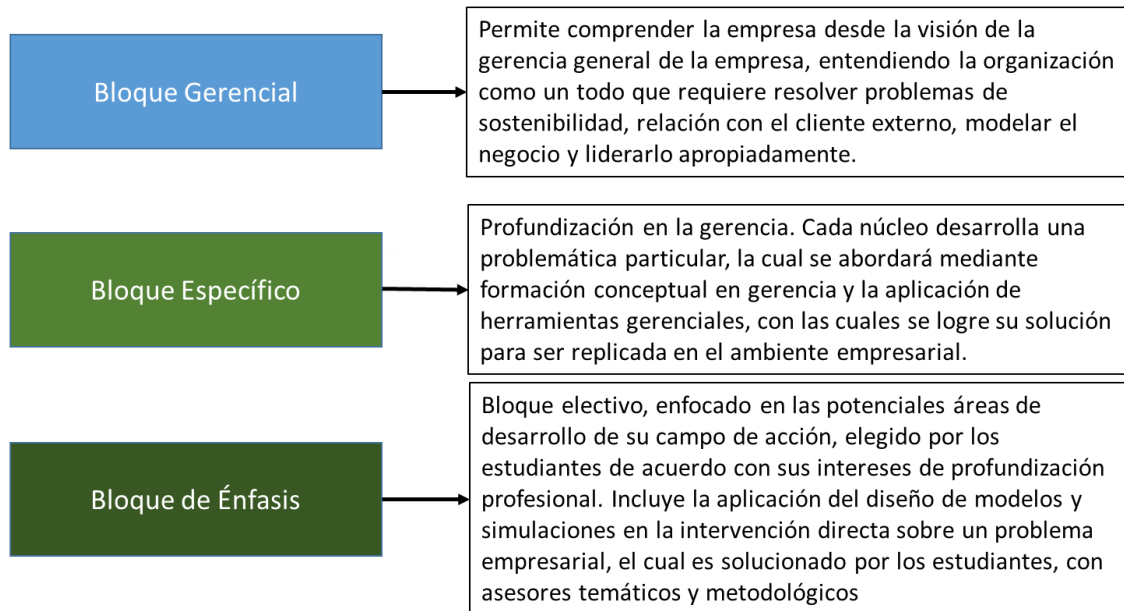 Bloque Gerencial
Permite comprender la empresa desde la visión de la
gerencia general de la empresa, entendiendo la organización
como un todo que requiere resolver problemas de
sostenibilidad, relación con el cliente externo, modelar el
negocio y liderarlo apropiadamente.
Bloque Específico
Profundización en la gerencia. Cada núcleo desarrolla una
problemática particular, la cual se abordará mediante
formación conceptual en gerencia y la aplicación de
herramientas gerenciales, con las cuales se logre su solución
para ser replicada en el ambiente empresarial.
Bloque de Énfasis
Bloque electivo, enfocado en las potenciales áreas de
desarrollo de su campo de acción, elegido por los
estudiantes de acuerdo con sus intereses de profundización
profesional. Incluye la aplicación del diseño de modelos y
simulaciones en la intervención directa sobre un problema
empresarial, el cual es solucionado por los estudiantes, con
asesores temáticos y metodológicos